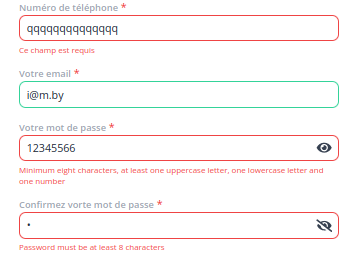 Numéro de téléphone *
qqqqqqqqqqqqqq
Ce champ est requis
Votre email *
i@m.by
Votre mot de passe *
12345566
Minimum eight characters, at least one uppercase letter, one lowercase letter and
one number
Confirmez vorte mot de passe *
•
Password must be at least 8 characters